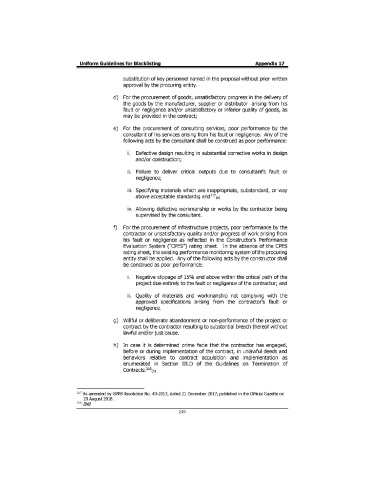 Uniform Guidelines for Blacklisting Appendix 17
substitution of key personnel named in the proposal without prior written
approval by the procuring entity.
d) For the procurement of goods, unsatisfactory progress in the delivery of
the goods by the manufacturer, supplier or distributor arising from his
fault or negligence and/or unsatisfactory or inferior quality of goods, as
may be provided in the contract;
e) For the procurement of consulting services, poor performance by the
consultant of his services arising from his fault or negligence. Any of the
following acts by the consultant shall be construed as poor performance:
i. Defective design resulting in substantial corrective works in design
and/or construction;
ii. Failure to deliver critical outputs due to consultant's fault or
negligence;
iii. Specifying materials which are inappropriate, substandard, or way
above acceptable standards; and
iv. Allowing defective workmanship or works by the contractor being
supervised by the consultant.
f) For the procurement of infrastructure projects, poor performance by the
contractor or unsatisfactory quality and/or progress of work arising from
his fault or negligence as reflected in the Constructor's Performance
Evaluation System ("CPES") rating sheet. In the absence of the CPES
rating sheet, the existing performance monitoring system of the procuring
entity shall be applied. Any of the following acts by the constructor shall
be construed as poor performance:
i. Negative slippage of 15% and above within the critical path of the
project due entirely to the fault or negligence of the contractor; and
ii. Quality of materials and workmanship not complying with the
approved specifications arising from the contractor's fault or
negligence.
g) Willful or deliberate abandonment or non-performance of the project or
contract by the contractor resulting to substantial breach thereof without
lawful and/or just cause.
h) In case it is determined prima facie that the contractor has engaged,
before or during implementation of the contract, in unlawful deeds and
behaviors relative to contract acquisition and implementation as
enumerated in Section III.D of the Guidelines on Termination of
Contracts.
As amended by GPPB Resolution No. 40-2017, dated 21 December 2017, published in the Official Gazette on
20 August 2018.
Ibid
249